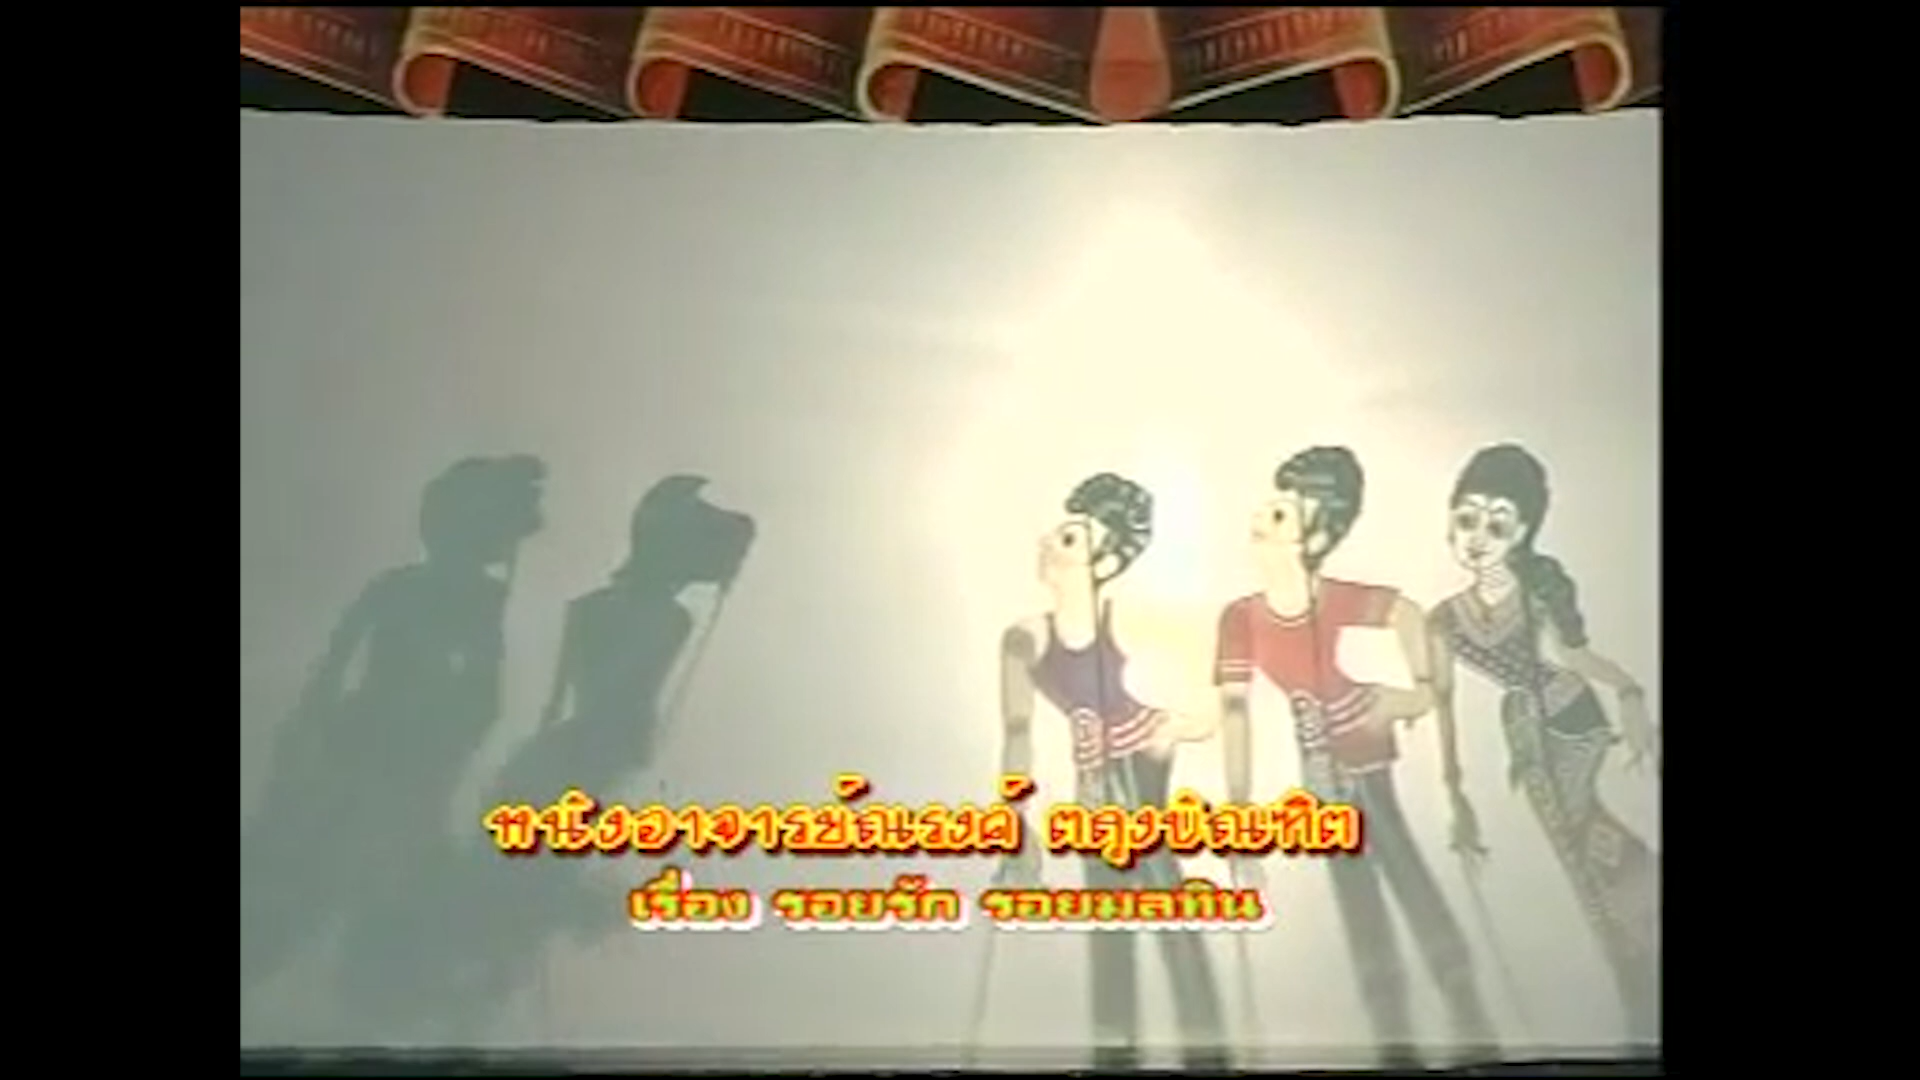 หนังอาจารย์ณรงค์ ตลุงบัณฑิต
เรื่อง รอยรัก รอยมลทิน